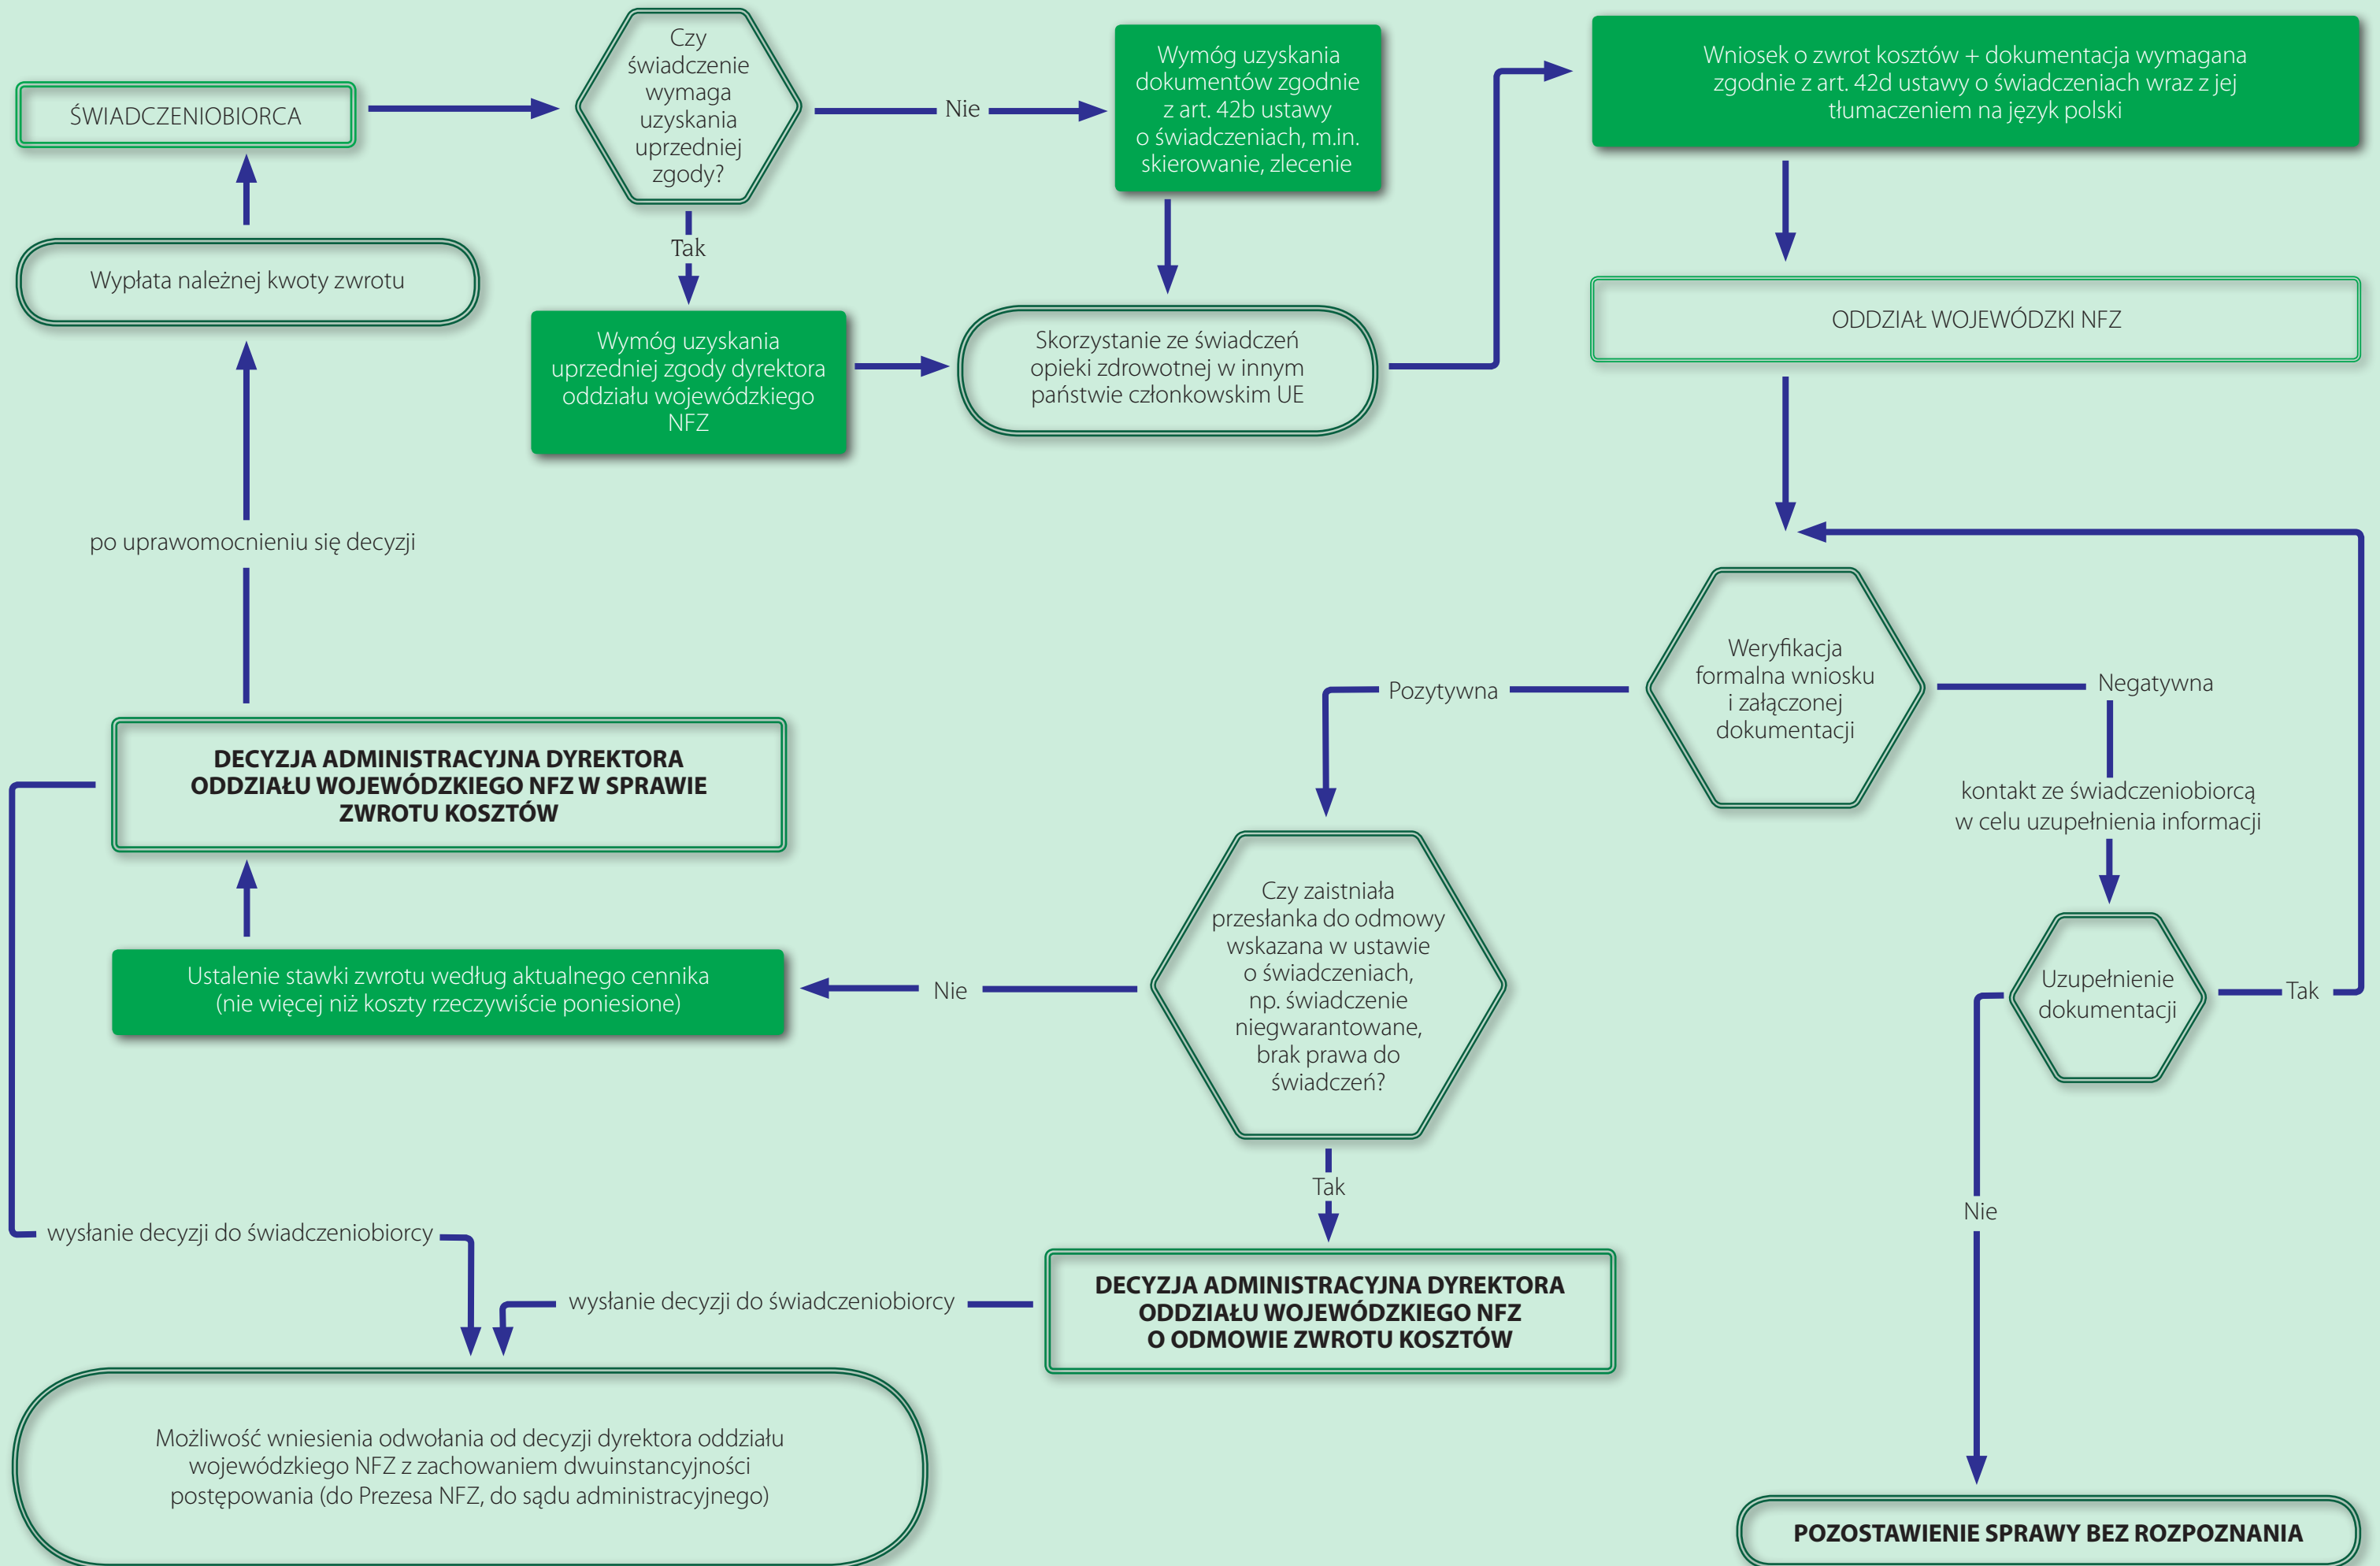 ŚWIADCZENIOBIORCA
Czy
świadczenie
wymaga
uzyskania
uprzedniej
zgody?
Nie
Wymóg uzyskania
dokumentów zgodnie
z art. 42b ustawy
o świadczeniach, m.in.
skierowanie, zlecenie
Wniosek o zwrot kosztów + dokumentacja wymagana
zgodnie z art. 42d ustawy o świadczeniach wraz z jej
tłumaczeniem na język polski
Tak
Wypłata należnej kwoty zwrotu
Wymóg uzyskania
uprzedniej zgody dyrektora
oddziału wojewódzkiego
NFZ
Skorzystanie ze świadczeń
opieki zdrowotnej w innym
państwie członkowskim UE
ODDZIAŁ WOJEWÓDZKI NFZ
po uprawomocnieniu się decyzji
Weryfikacja
formalna wniosku
i załączonej
dokumentacji
Pozytywna
Negatywna
kontakt ze świadczeniobiorcą
w celu uzupełnienia informacji
DECYZJA ADMINISTRACYJNA DYREKTORA
ODDZIAŁU WOJEWÓDZKIEGO NFZ W SPRAWIE
ZWROTU KOSZTÓW
Czy zaistniała
przesłanka do odmowy
wskazana w ustawie
o świadczeniach,
np. świadczenie
niegwarantowane,
brak prawa do
świadczeń?
Uzupełnienie
dokumentacji
Tak
Nie
Ustalenie stawki zwrotu według aktualnego cennika
(nie więcej niż koszty rzeczywiście poniesione)
Tak
Nie
wysłanie decyzji do świadczeniobiorcy
wysłanie decyzji do świadczeniobiorcy
DECYZJA ADMINISTRACYJNA DYREKTORA
ODDZIAŁU WOJEWÓDZKIEGO NFZ
O ODMOWIE ZWROTU KOSZTÓW
Możliwość wniesienia odwołania od decyzji dyrektora oddziału
wojewódzkiego NFZ z zachowaniem dwuinstancyjności
postępowania (do Prezesa NFZ, do sądu administracyjnego)
POZOSTAWIENIE SPRAWY BEZ ROZPOZNANIA